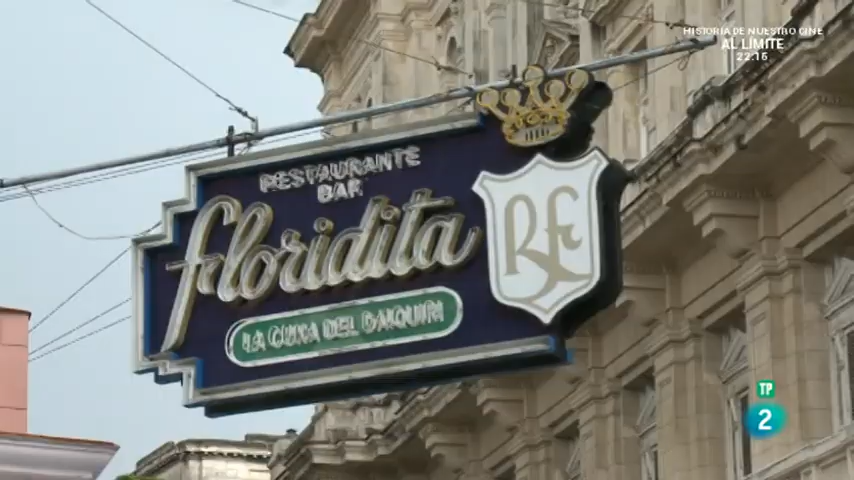 HISTORIA DE NUESTRO CINE
AL LÍMITE
22:15
RESTAURANTE
BAR
Floridita
RF
LA CUNA DEL DAIQUIRI
TP
2